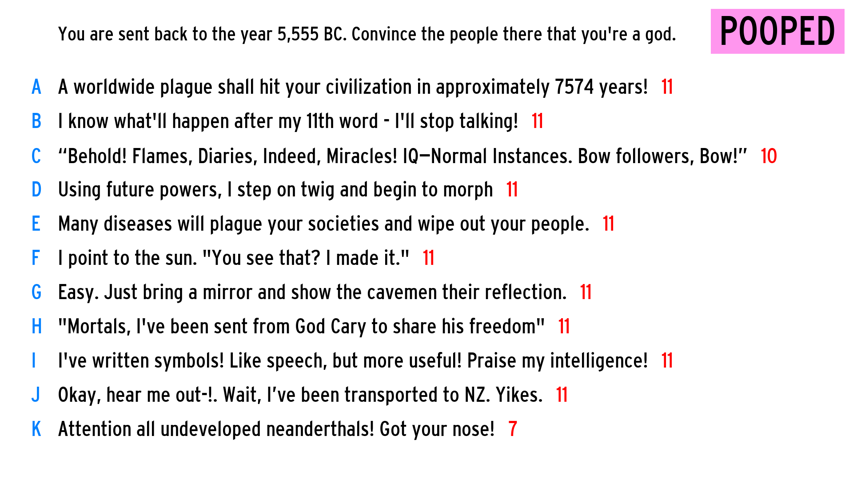 You are sent back to the year 5,555 BC. Convince the people there that you're a god. POOPED
A A worldwide plague shall hit your civilization in approximately 7574 years! 11
B I know what'll happen after my 11th word - I'll stop talking! 11
C “Behold! Flames, Diaries, Indeed, Miracles! IQ—Normal Instances. Bow followers, Bow!” 10
D Using future powers, I step on twig and begin to morph 11
E Many diseases will plague your societies and wipe out your people. 11
F I point to the sun. "You see that? I made it." 11
G Easy. Just bring a mirror and show the cavemen their reflection. 11
H "Mortals, I've been sent from God Cary to share his freedom" 11
I I've written symbols! Like speech, but more useful! Praise my intelligence! 11
J Okay, hear me out-!. Wait, I’ve been transported to NZ. Yikes. 11
K Attention all undeveloped neanderthals! Got your nose! 7